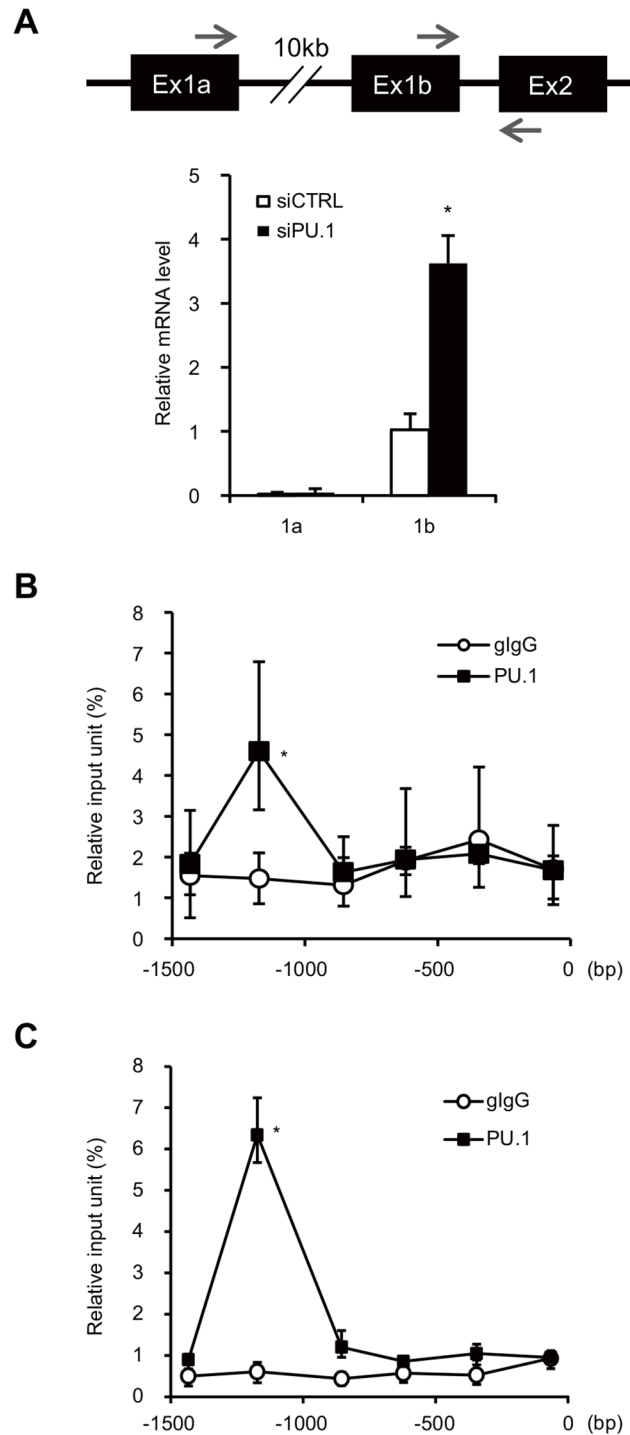 A
10kb
Ex1a
Ex1b
Ex2
5
4
3
2
1
0
Relative mRNA level
siCTRL
siPU.1
*
1a
1b
B
8
7
6
5
4
3
2
1
0
Relative input unit (%)
gIgG
PU.1
*
-1500
-1000
-500
0
(bp)
C
8
7
6
5
4
3
2
1
0
Relative input unit (%)
gIgG
PU.1
*
-1500
-1000
-500
0
(bp)